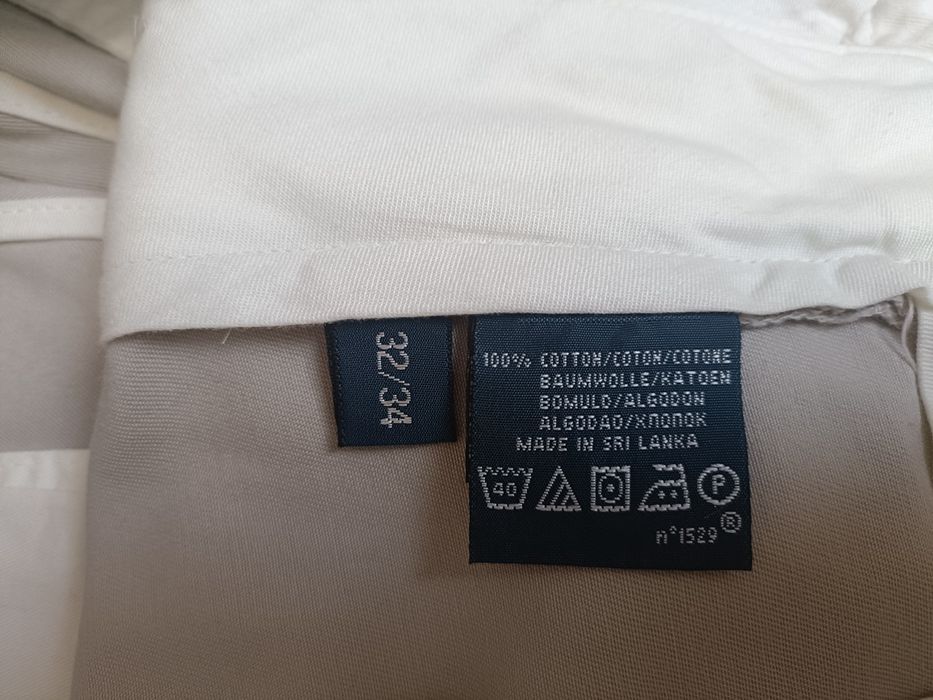 32/34
100% COTTON/COTON/COTONE
BAUMWOLLE/KATOEN
BOMULD/ALGODON
ALGODAO/ХЛОПОК
MADE IN SRI LANKA
40 P
n°1529®